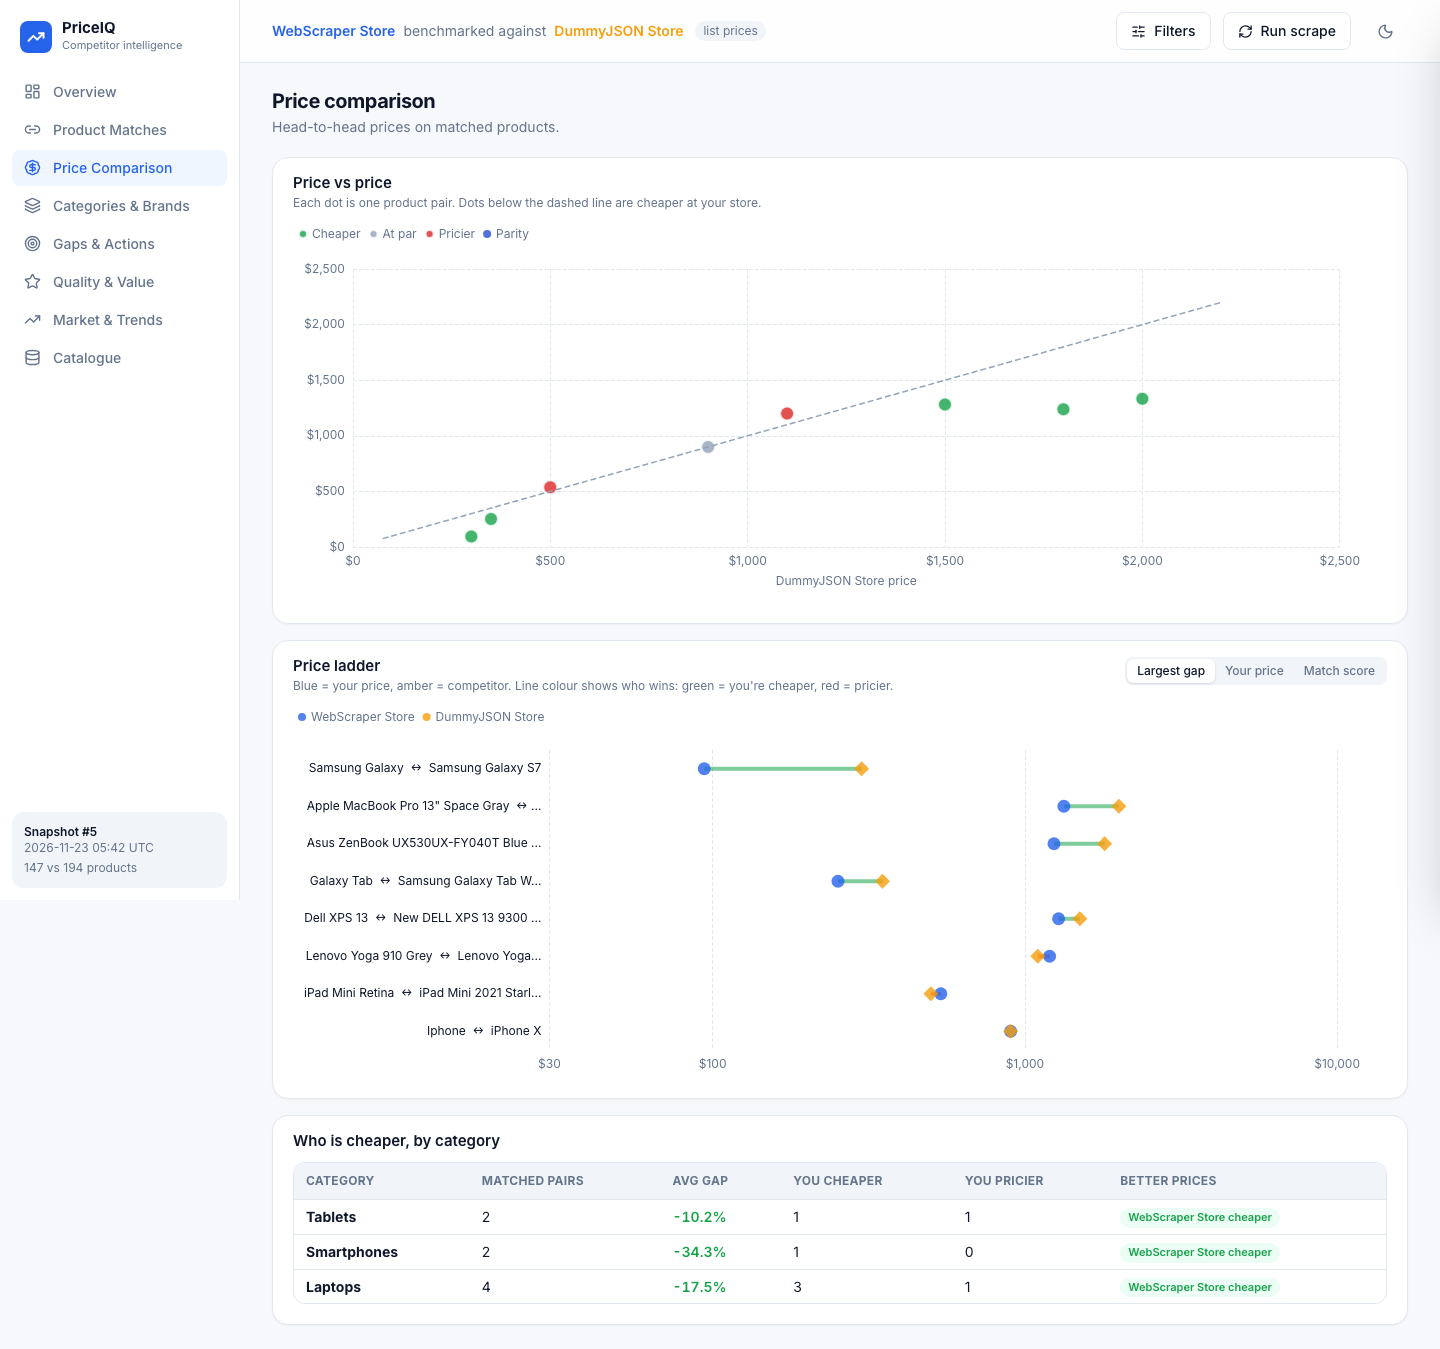 PriceIQ
Competitor intelligence
Overview
Product Matches
Price Comparison
Categories & Brands
Gaps & Actions
Quality & Value
Market & Trends
Catalogue
Snapshot #5
2026-11-23 05:42 UTC
147 vs 194 products
WebScraper Store benchmarked against DummyJSON Store list prices
Filters
Run scrape
Price comparison
Head-to-head prices on matched products.
Price vs price
Each dot is one product pair. Dots below the dashed line are cheaper at your store.
Cheaper At par Pricier Parity
$2,500
$2,000
$1,500
$1,000
$500
$0
$0 $500 $1,000 $1,500 $2,000 $2,500
DummyJSON Store price
Price ladder
Blue = your price, amber = competitor. Line colour shows who wins: green = you're cheaper, red = pricier.
Largest gap Your price Match score
WebScraper Store DummyJSON Store
Samsung Galaxy ↔ Samsung Galaxy S7
Apple MacBook Pro 13" Space Gray ↔ ...
Asus ZenBook UX530UX-FY040T Blue ...
Galaxy Tab ↔ Samsung Galaxy Tab W...
Dell XPS 13 ↔ New DELL XPS 13 9300 ...
Lenovo Yoga 910 Grey ↔ Lenovo Yoga...
iPad Mini Retina ↔ iPad Mini 2021 Starl...
Iphone ↔ iPhone X
$30 $100 $1,000 $10,000
Who is cheaper, by category
CATEGORY MATCHED PAIRS AVG GAP YOU CHEAPER YOU PRICIER BETTER PRICES
Tablets 2 -10.2% 1 1 WebScraper Store cheaper
Smartphones 2 -34.3% 1 0 WebScraper Store cheaper
Laptops 4 -17.5% 3 1 WebScraper Store cheaper